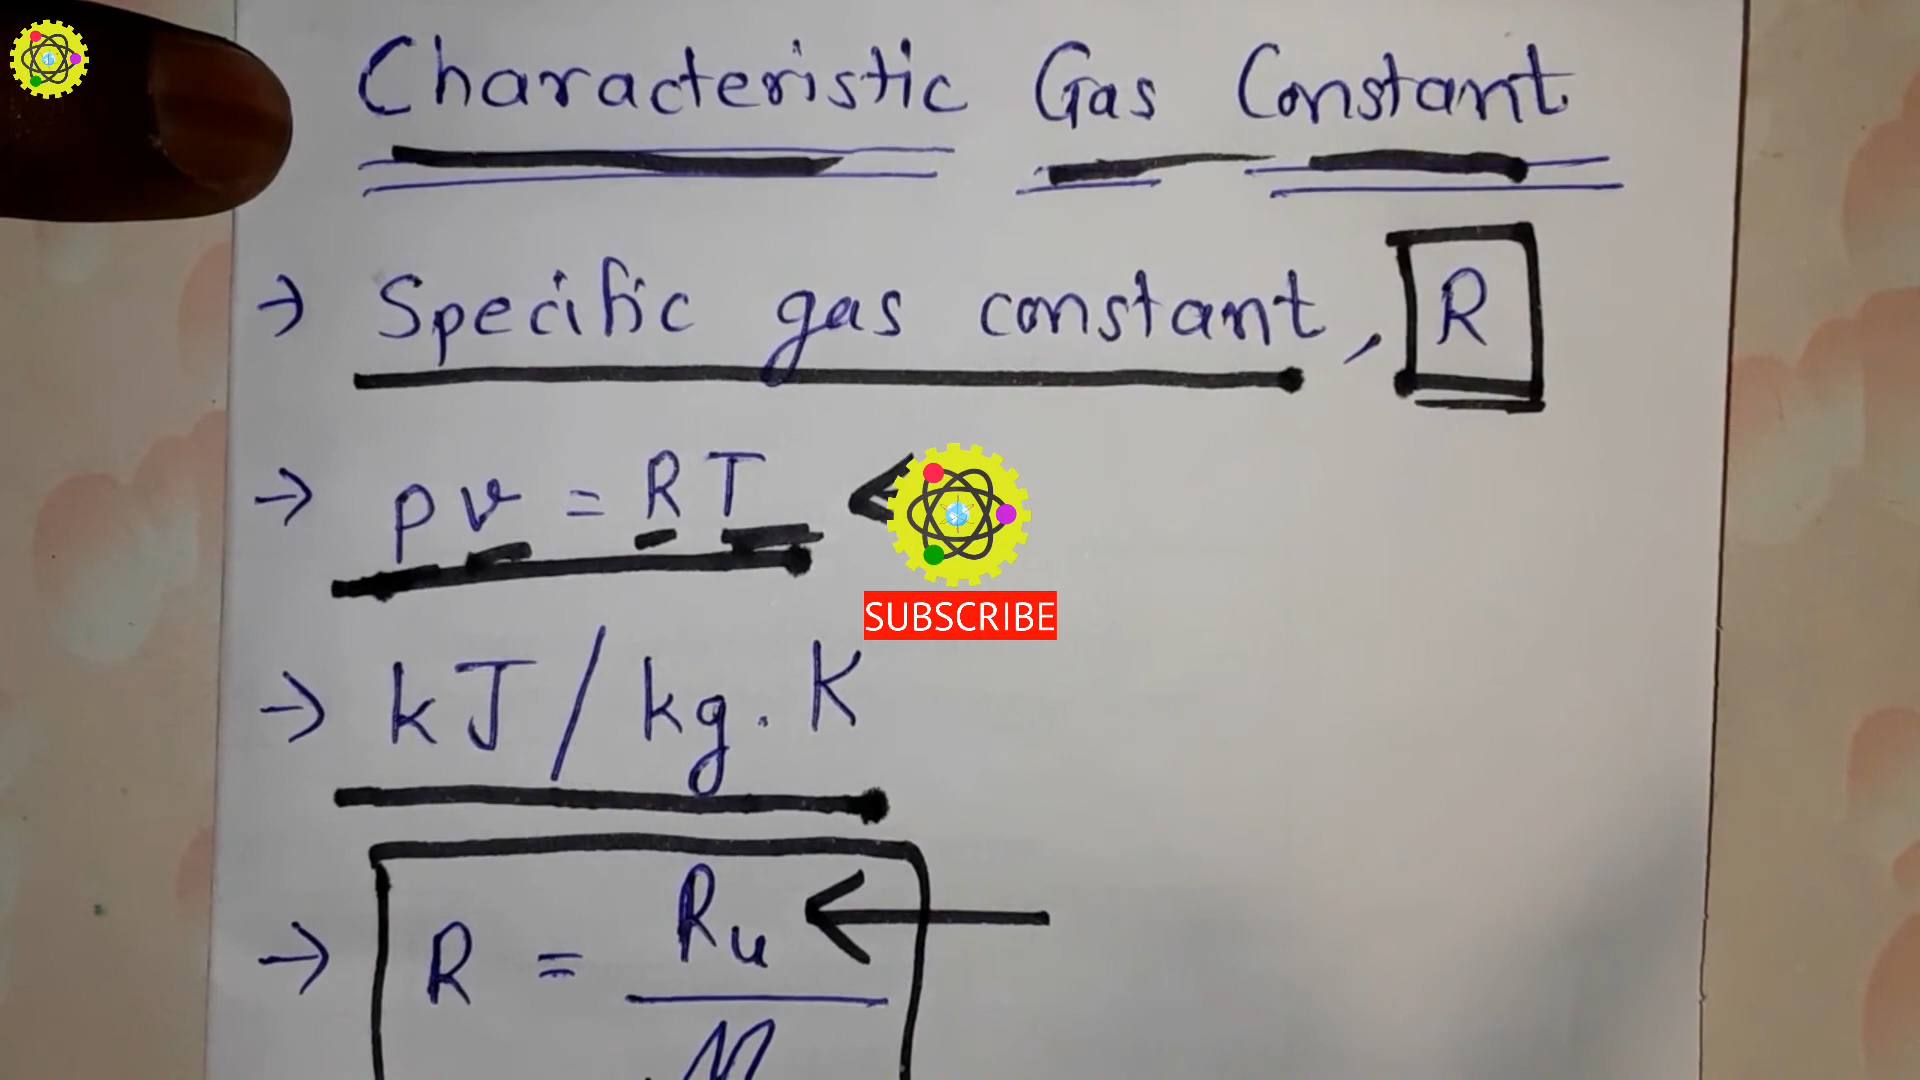 Characteristic Gas Constant
→ Specific gas constant, R
→ pv = RT ←
SUBSCRIBE
→ kJ/kg.K
→ R = Ru ←
M